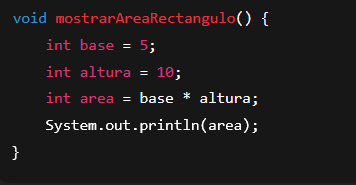 void mostrarAreaRectangulo() {
    int base = 5;
    int altura = 10;
    int area = base * altura;
    System.out.println(area);
}